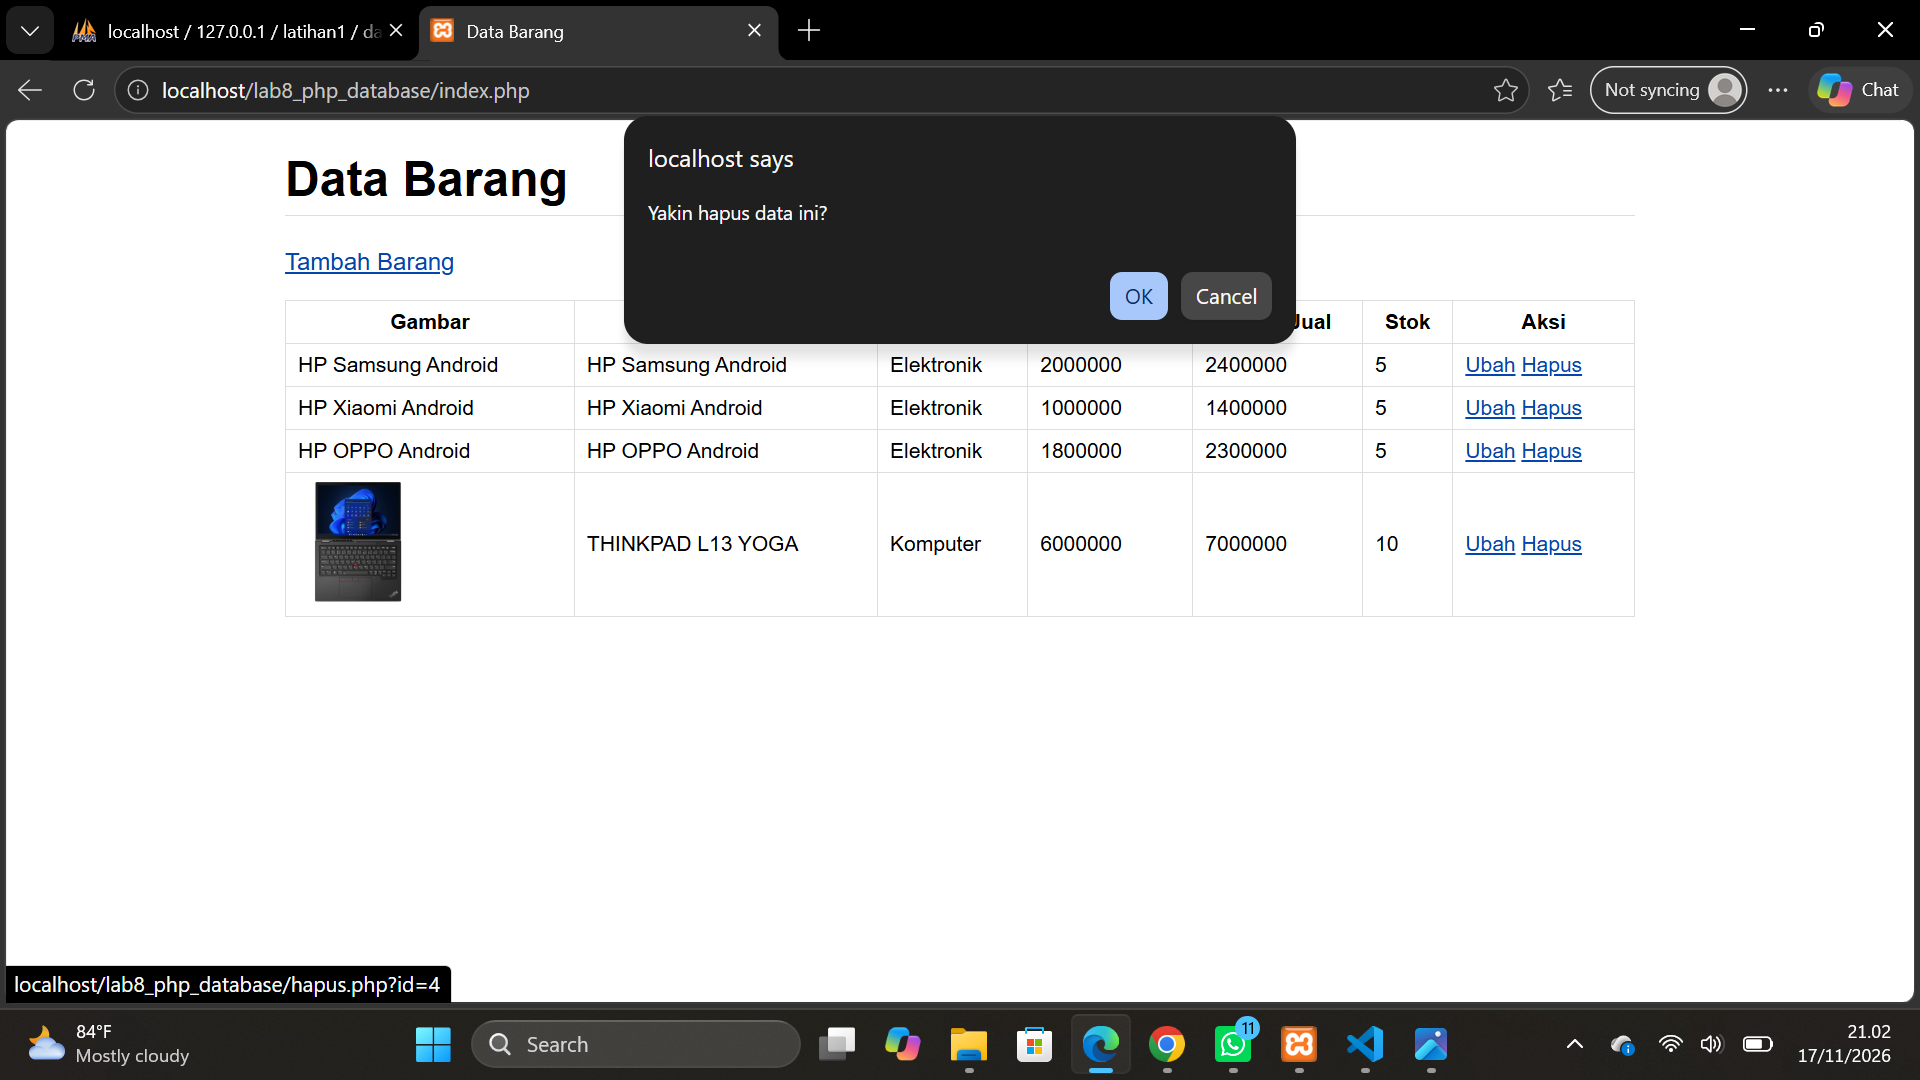 localhost / 127.0.0.1 / latihan1 / da
Data Barang
localhost/lab8_php_database/index.php
Not syncing
Chat
localhost says
Yakin hapus data ini?
OK
Cancel
Data Barang
Tambah Barang
Gambar Jual Stok Aksi
HP Samsung Android HP Samsung Android Elektronik 2000000 2400000 5 Ubah Hapus
HP Xiaomi Android HP Xiaomi Android Elektronik 1000000 1400000 5 Ubah Hapus
HP OPPO Android HP OPPO Android Elektronik 1800000 2300000 5 Ubah Hapus
THINKPAD L13 YOGA Komputer 6000000 7000000 10 Ubah Hapus
localhost/lab8_php_database/hapus.php?id=4
84°F
Mostly cloudy
Search
11
21.02
17/11/2026